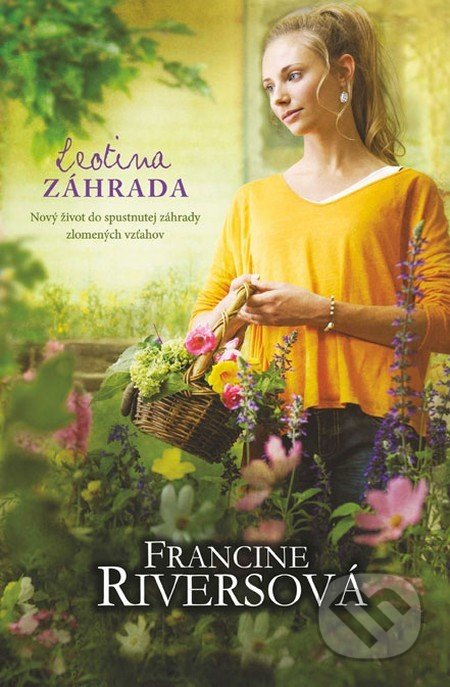 Leotina
ZÁHRADA
Nový život do spustnutej záhrady
zlomených vzťahov
FRANCINE
RIVERSOVÁ